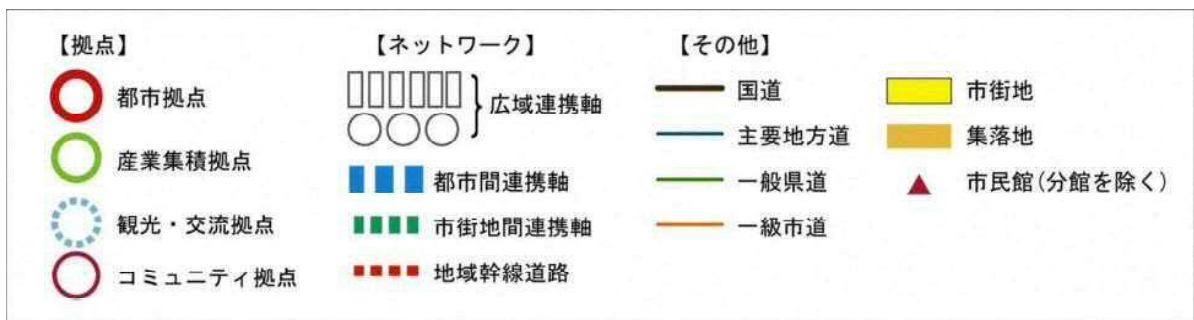 【拠点】
都市拠点
産業集積拠点
観光・交流拠点
コミュニティ拠点
【ネットワーク】
広域連携軸
都市間連携軸
市街地間連携軸
地域幹線道路
【その他】
国道
主要地方道
一般県道
一級市道
市街地
集落地
市民館(分館を除く)